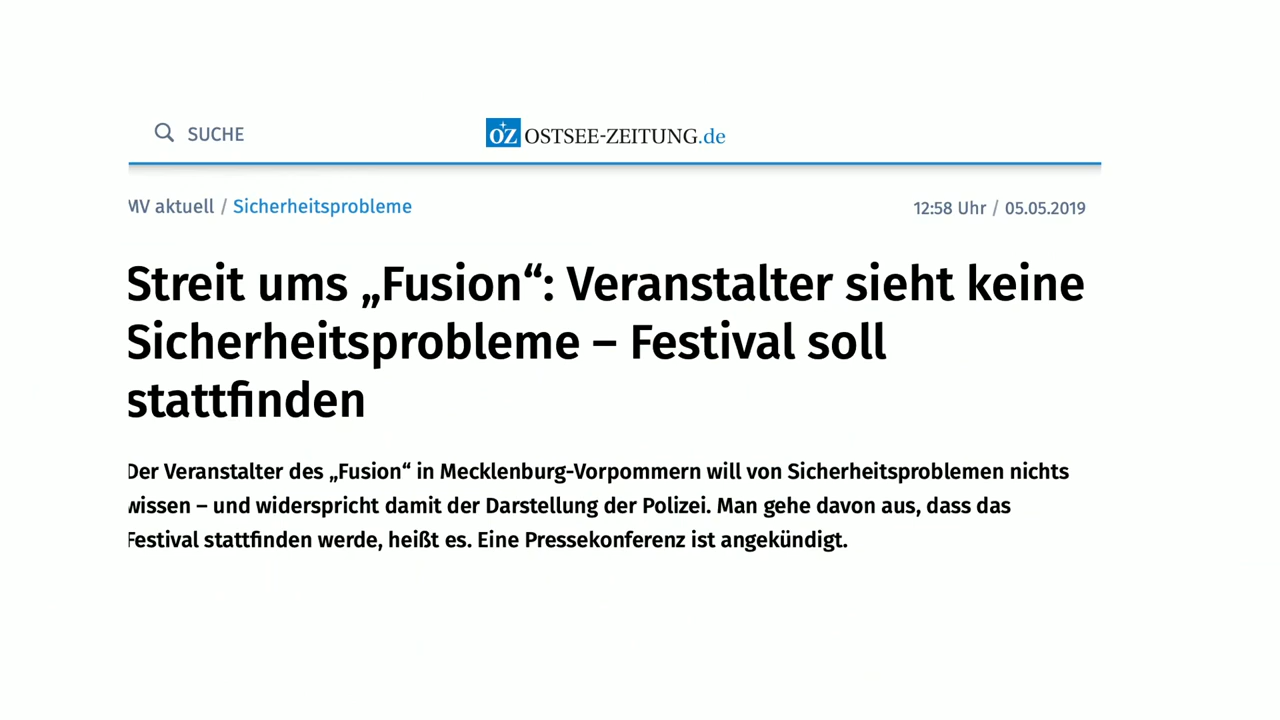 SUCHE
OZ OSTSEE-ZEITUNG.de
MV aktuell / Sicherheitsprobleme
12:58 Uhr / 05.05.2019
Streit ums „Fusion“: Veranstalter sieht keine
Sicherheitsprobleme – Festival soll
stattfinden
Der Veranstalter des „Fusion“ in Mecklenburg-Vorpommern will von Sicherheitsproblemen nichts
wissen – und widerspricht damit der Darstellung der Polizei. Man gehe davon aus, dass das
Festival stattfinden werde, heißt es. Eine Pressekonferenz ist angekündigt.